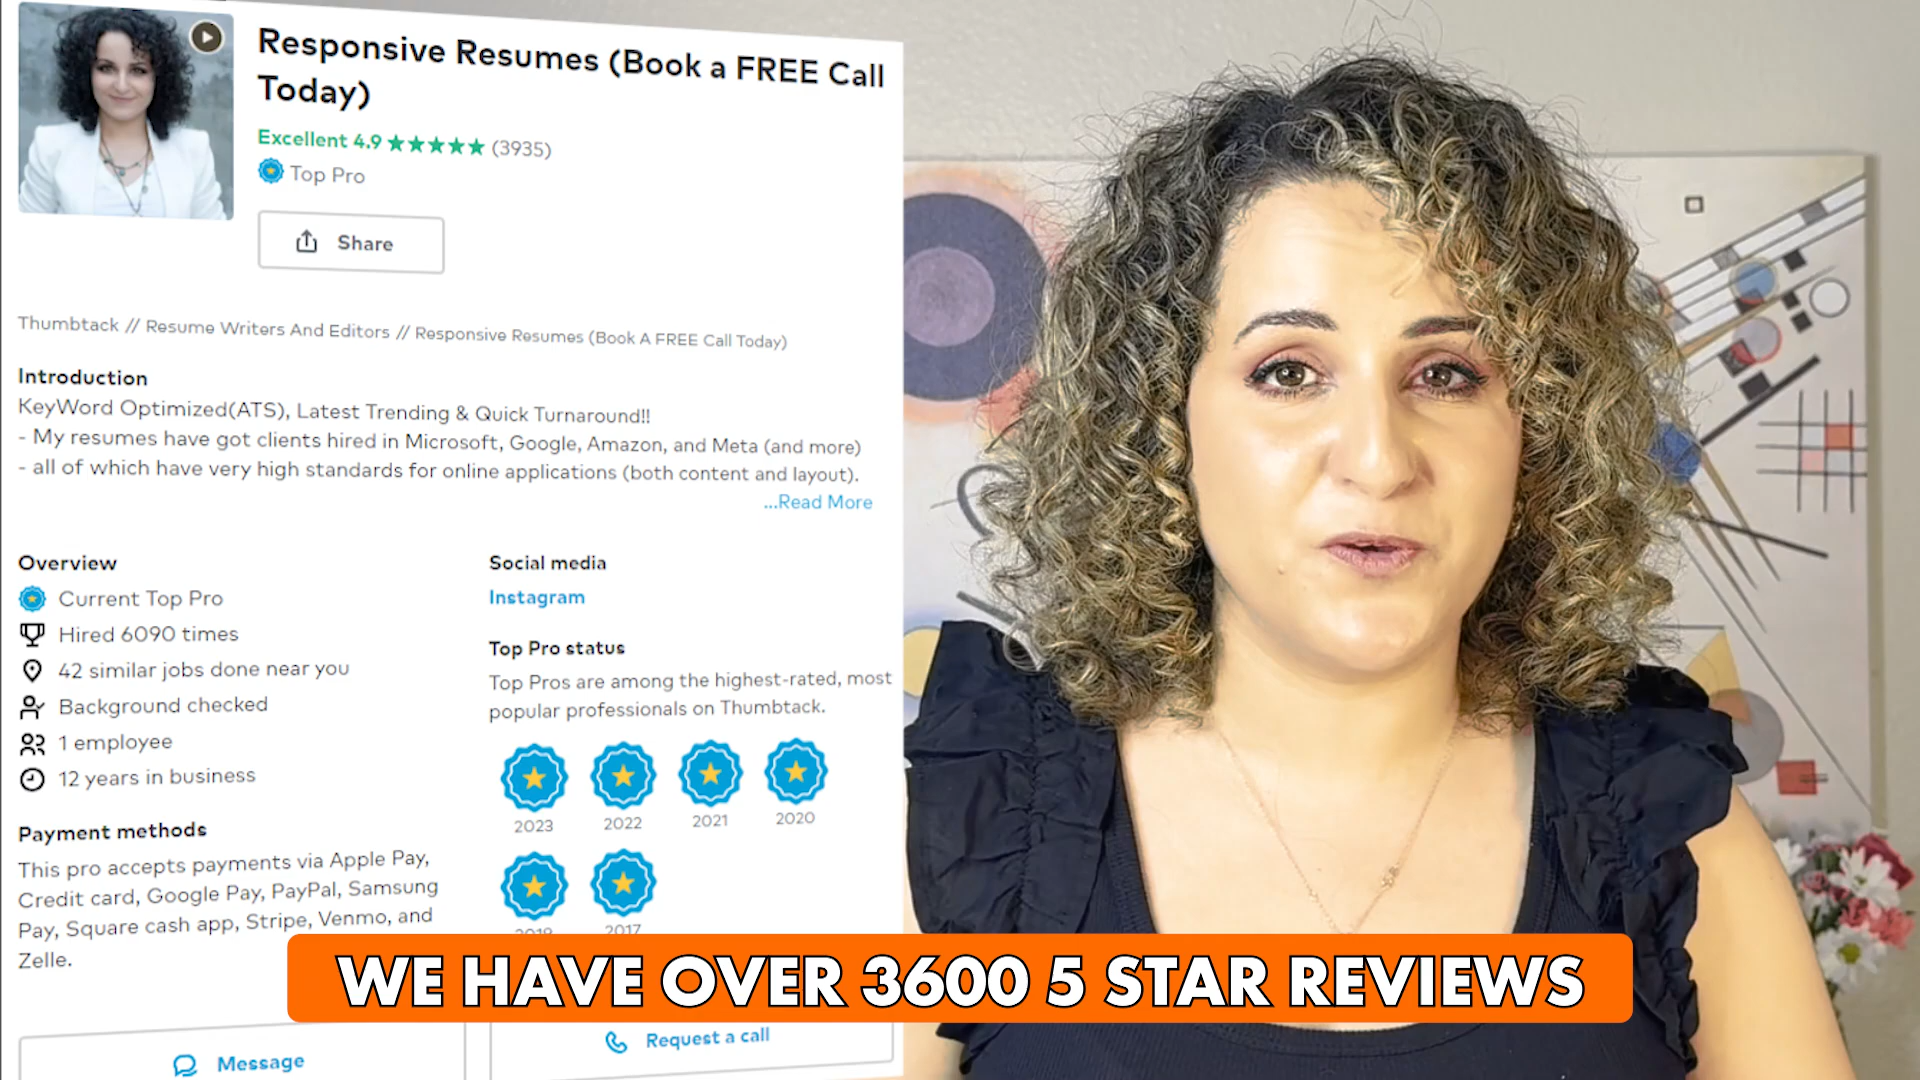 Responsive Resumes (Book a FREE Call
Today)
Excellent 4.9 ★★★★★ (3935)
Top Pro
Share
Thumbtack // Resume Writers And Editors // Responsive Resumes (Book A FREE Call Today)
Introduction
KeyWord Optimized(ATS), Latest Trending & Quick Turnaround!!
- My resumes have got clients hired in Microsoft, Google, Amazon, and Meta (and more)
- all of which have very high standards for online applications (both content and layout).
...Read More
Overview
Current Top Pro
Hired 6090 times
42 similar jobs done near you
Background checked
1 employee
12 years in business
Payment methods
This pro accepts payments via Apple Pay,
Credit card, Google Pay, PayPal, Samsung
Pay, Square cash app, Stripe, Venmo, and
Zelle.
Social media
Instagram
Top Pro status
Top Pros are among the highest-rated, most
popular professionals on Thumbtack.
2023 2022 2021 2020
2017
WE HAVE OVER 3600 5 STAR REVIEWS
Message
Request a call